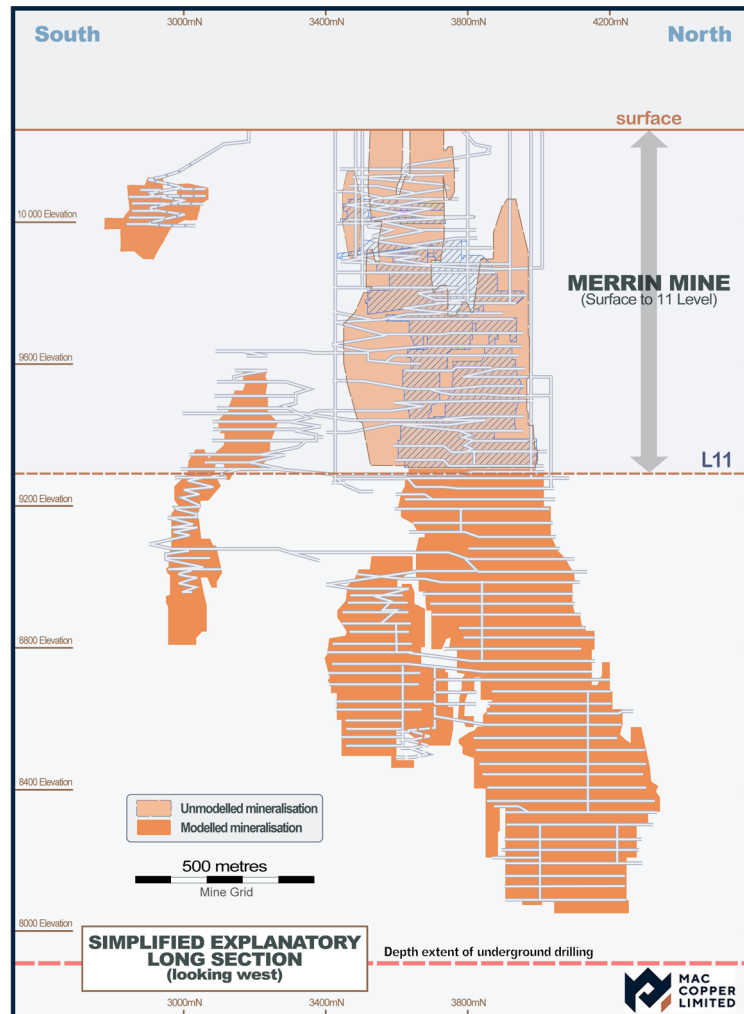 3000mN 3400mN 3800mN 4200mN
South North
surface
10 000 Elevation
MERRIN MINE
(Surface to 11 Level)
9600 Elevation
L11
9200 Elevation
8800 Elevation
8400 Elevation
Unmodelled mineralisation
Modelled mineralisation
500 metres
Mine Grid
8000 Elevation
SIMPLIFIED EXPLANATORY
LONG SECTION
(looking west)
Depth extent of underground drilling
MAC
COPPER
LIMITED
3000mN 3400mN 3800mN